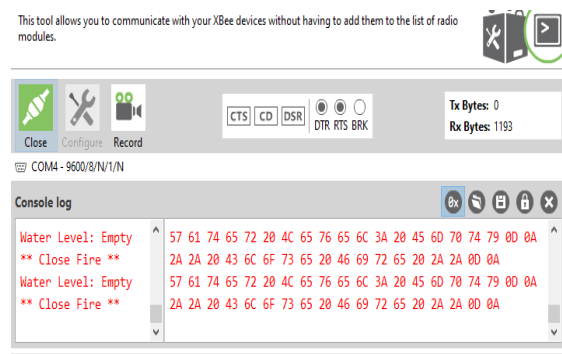 This tool allows you to communicate with your XBee devices without having to add them to the list of radio
modules.
CTS CD DSR DTR RTS BRK
Tx Bytes: 0
Rx Bytes: 1193
Close Configure Record
COM4 - 9600/8/N/1/N
Console log
0x
Water Level: Empty 57 61 74 65 72 20 4C 65 76 65 6C 3A 20 45 6D 70 74 79 0D 0A
** Close Fire ** 2A 2A 20 43 6C 6F 73 65 20 46 69 72 65 20 2A 2A 0D 0A
Water Level: Empty 57 61 74 65 72 20 4C 65 76 65 6C 3A 20 45 6D 70 74 79 0D 0A
** Close Fire ** 2A 2A 20 43 6C 6F 73 65 20 46 69 72 65 20 2A 2A 0D 0A